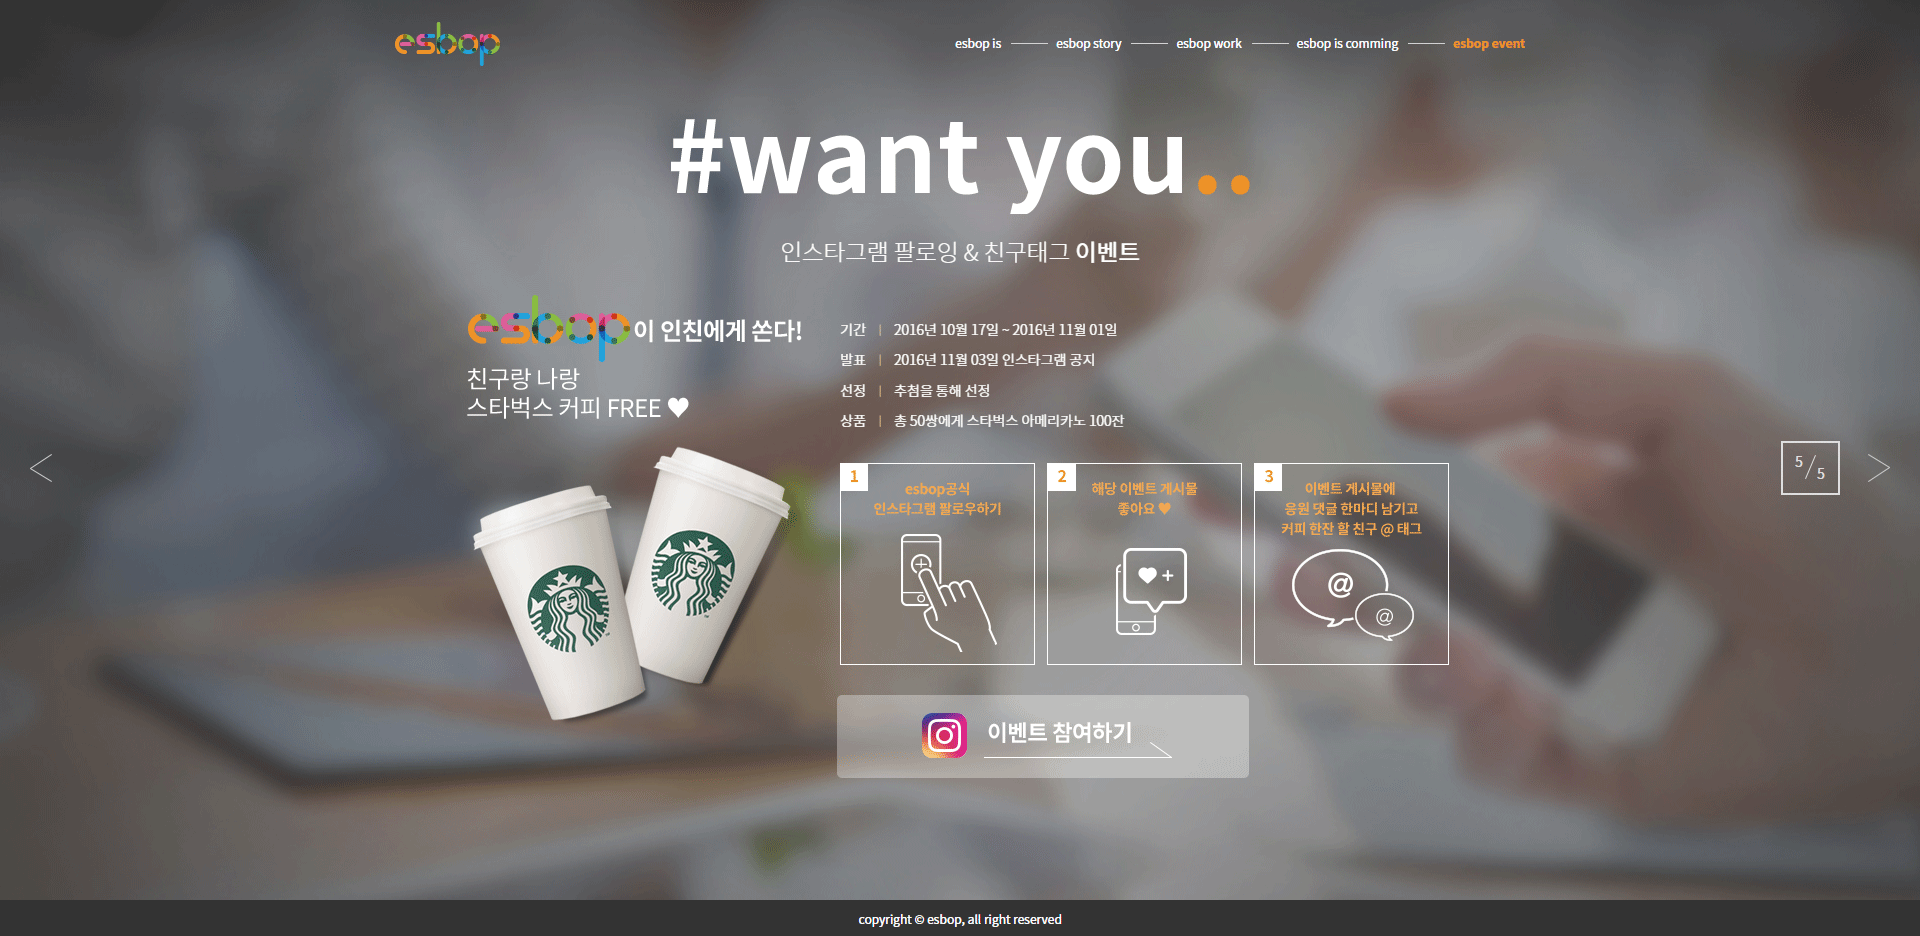 esbop
esbop is
esbop story
esbop work
esbop is comming
esbop event
#want you..
인스타그램 팔로잉 & 친구태그 이벤트
esbop이 인친에게 쏜다!
친구랑 나랑
스타벅스 커피 FREE ♥
기간 | 2016년 10월 17일 ~ 2016년 11월 01일
발표 | 2016년 11월 03일 인스타그램 공지
선정 | 추첨을 통해 선정
상품 | 총 50쌍에게 스타벅스 아메리카노 100잔
1
esbop공식
인스타그램 팔로우하기
2
해당 이벤트 게시물
좋아요 ♥
♥+
3
이벤트 게시물에
응원 댓글 한마디 남기고
커피 한잔 할 친구 @ 태그
@
@
이벤트 참여하기
5/5
copyright © esbop, all right reserved